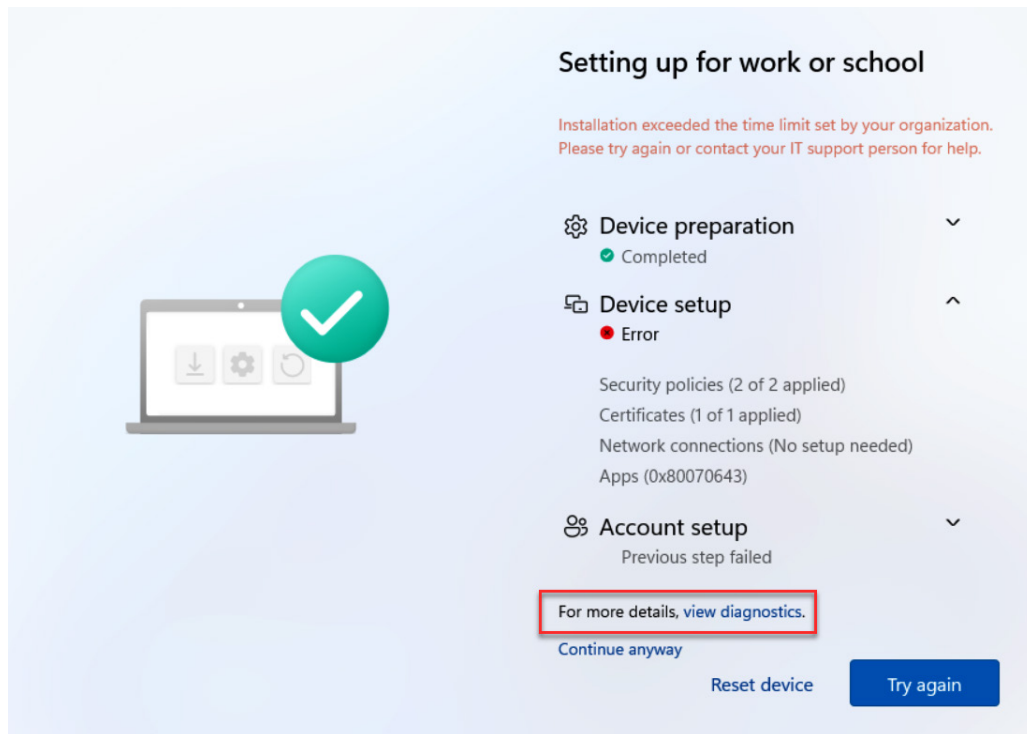 Setting up for work or school
Installation exceeded the time limit set by your organization.
Please try again or contact your IT support person for help.
Device preparation
Completed
Device setup
Error
Security policies (2 of 2 applied)
Certificates (1 of 1 applied)
Network connections (No setup needed)
Apps (0x80070643)
Account setup
Previous step failed
For more details, view diagnostics.
Continue anyway
Reset device
Try again